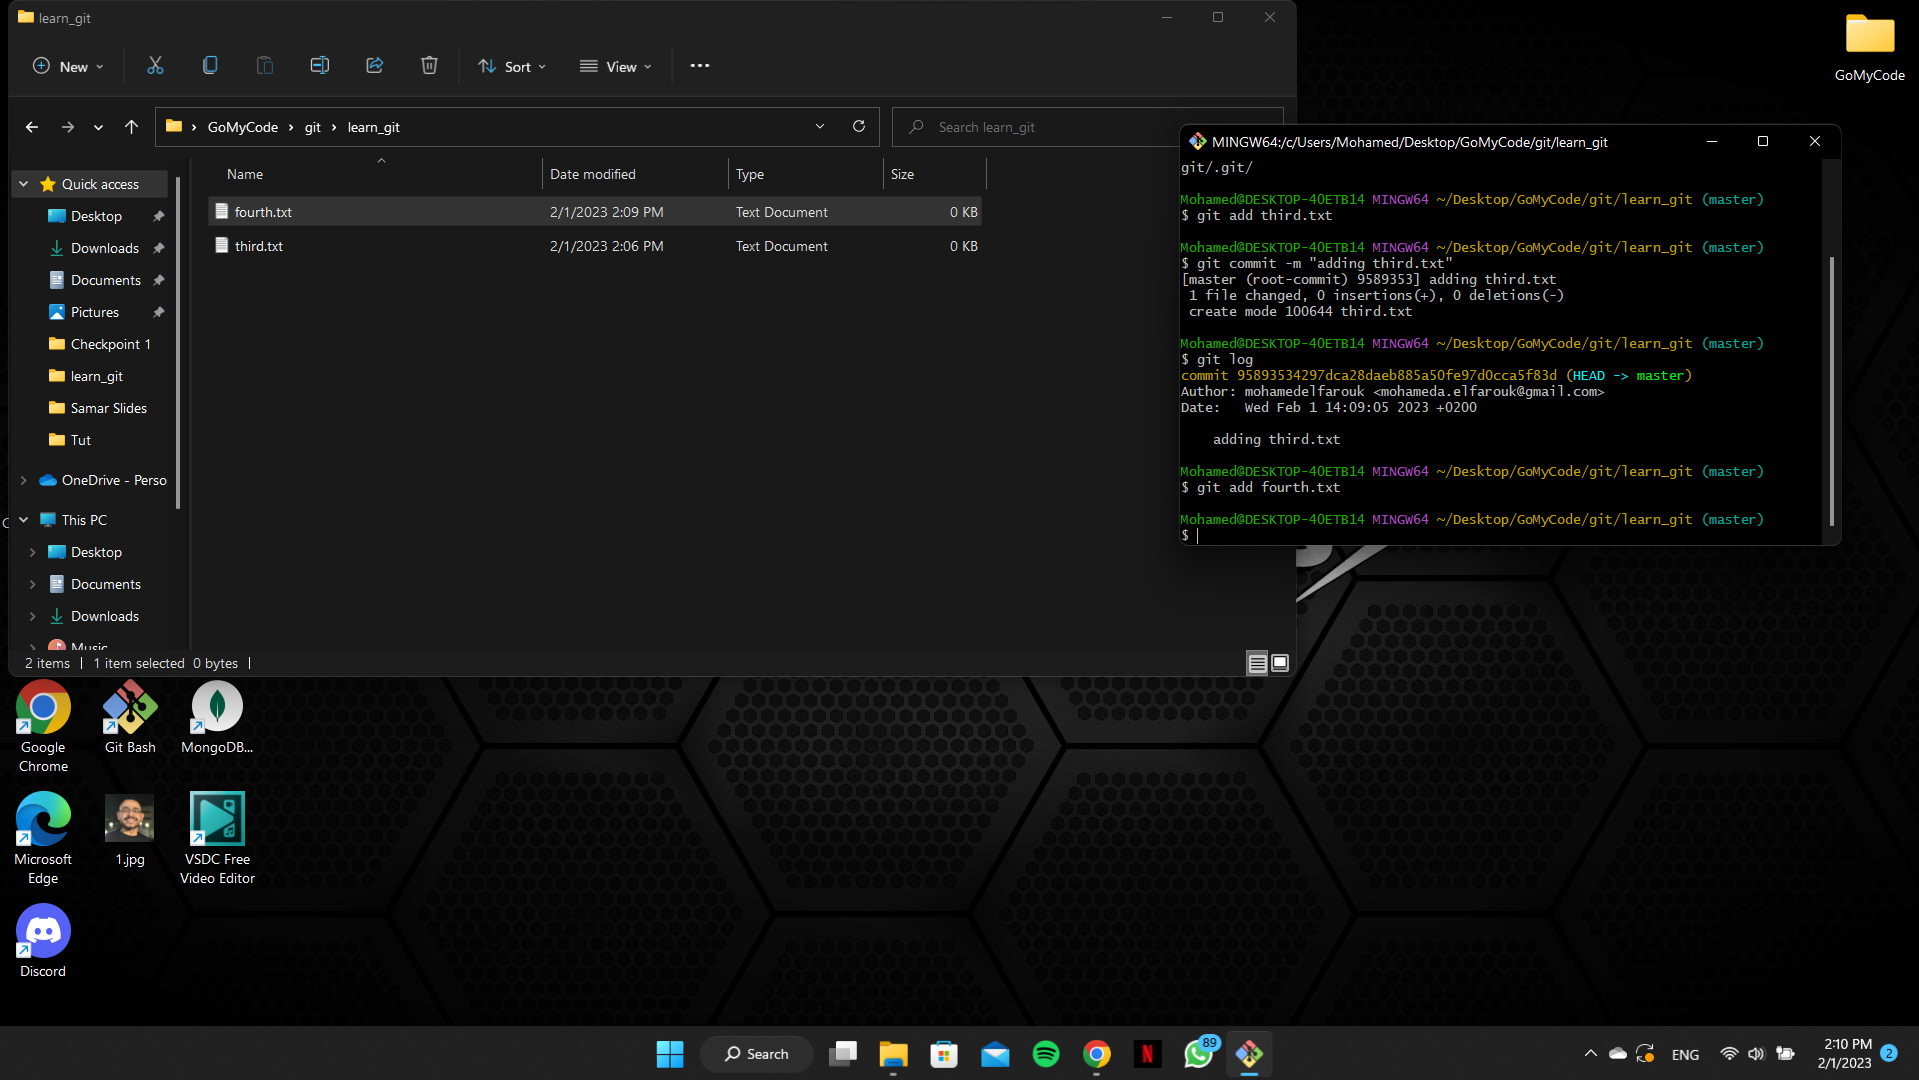 learn_git
New
Sort
View
GoMyCode
git
learn_git
Search learn_git
Name
Date modified
Type
Size
Quick access
Desktop
Downloads
Documents
Pictures
Checkpoint 1
learn_git
Samar Slides
Tut
OneDrive - Perso
This PC
Desktop
Documents
Downloads
Music
fourth.txt 2/1/2023 2:09 PM Text Document 0 KB
third.txt 2/1/2023 2:06 PM Text Document 0 KB
2 items | 1 item selected 0 bytes |
GoMyCode
MINGW64:/c/Users/Mohamed/Desktop/GoMyCode/git/learn_git
git/.git/
Mohamed@DESKTOP-4OETB14 MINGW64 ~/Desktop/GoMyCode/git/learn_git (master)
$ git add third.txt
Mohamed@DESKTOP-4OETB14 MINGW64 ~/Desktop/GoMyCode/git/learn_git (master)
$ git commit -m "adding third.txt"
[master (root-commit) 9589353] adding third.txt
1 file changed, 0 insertions(+), 0 deletions(-)
create mode 100644 third.txt
Mohamed@DESKTOP-4OETB14 MINGW64 ~/Desktop/GoMyCode/git/learn_git (master)
$ git log
commit 95893534297dca28daeb885a50fe97d0cca5f83d (HEAD -> master)
Author: mohamedelfarouk <mohameda.elfarouk@gmail.com>
Date: Wed Feb 1 14:09:05 2023 +0200
adding third.txt
Mohamed@DESKTOP-4OETB14 MINGW64 ~/Desktop/GoMyCode/git/learn_git (master)
$ git add fourth.txt
Mohamed@DESKTOP-4OETB14 MINGW64 ~/Desktop/GoMyCode/git/learn_git (master)
$
Google
Chrome
Git Bash
MongoDB...
Microsoft
Edge
1.jpg
VSDC Free
Video Editor
Discord
Search
N
89
ENG
2:10 PM
2/1/2023
2